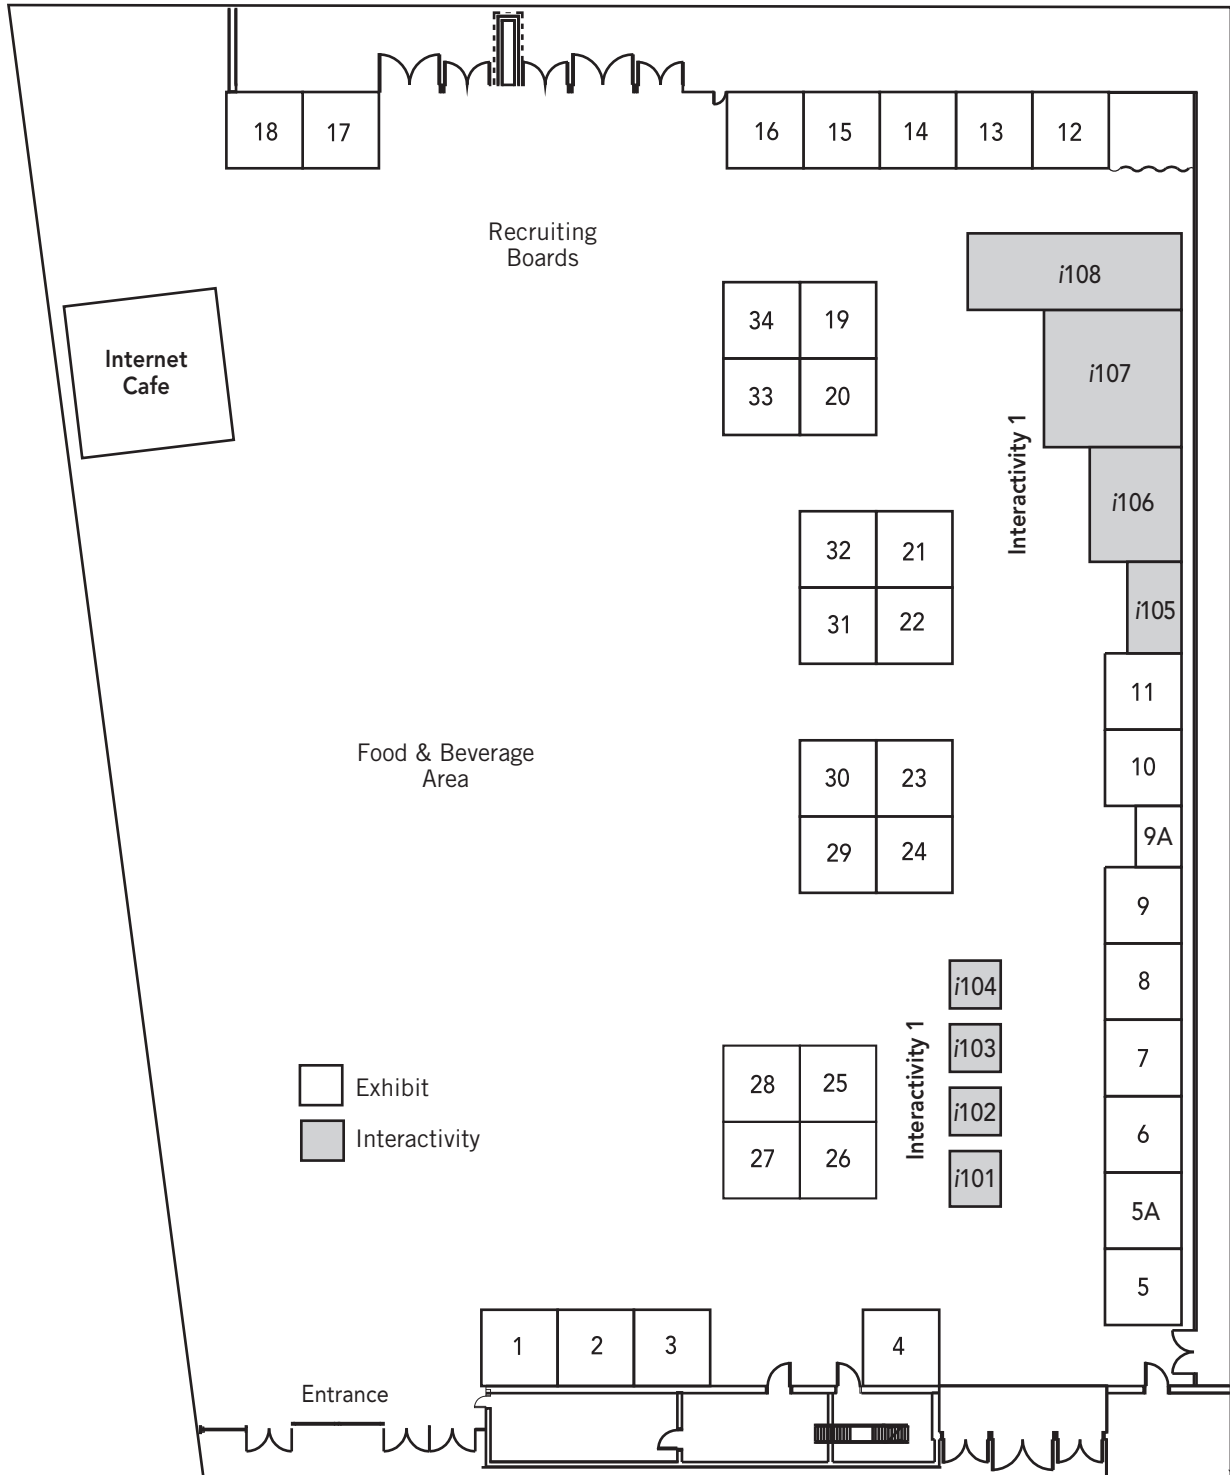 18
17
16
15
14
13
12
Recruiting
Boards
i108
34
19
33
20
Internet
Cafe
i107
Interactivity 1
i106
32
21
31
22
i105
11
10
Food & Beverage
Area
30
23
29
24
9A
9
8
7
6
5A
5
i104
i103
i102
i101
Interactivity 1
28
25
27
26
Exhibit
Interactivity
1
2
3
4
Entrance